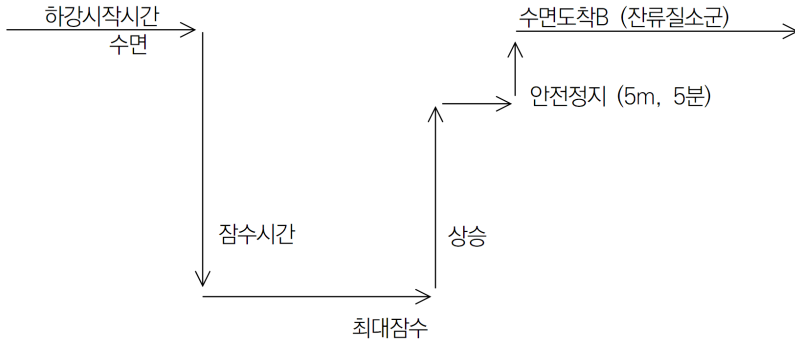 하강시작시간
수면
수면도착B (잔류질소군)
안전정지 (5m, 5분)
잠수시간
상승
최대잠수